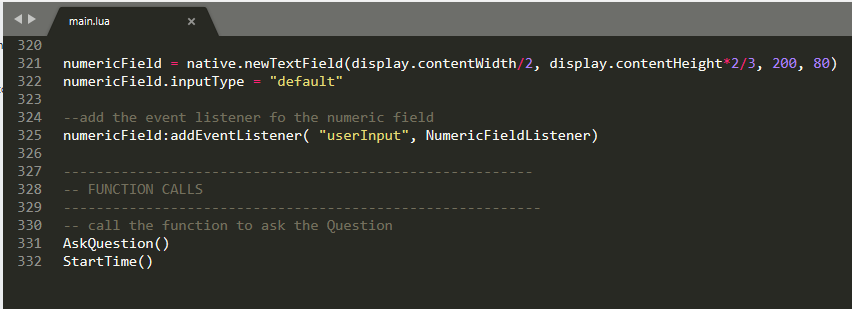 main.lua ×
320
321 numericField = native.newTextField(display.contentWidth/2, display.contentHeight*2/3, 200, 80)
322 numericField.inputType = "default"
323
324 --add the event listener fo the numeric field
325 numericField:addEventListener( "userInput", NumericFieldListener)
326
327 ---------------------------------------------------------
328 -- FUNCTION CALLS
329 ----------------------------------------------------------
330 -- call the function to ask the Question
331 AskQuestion()
332 StartTime()